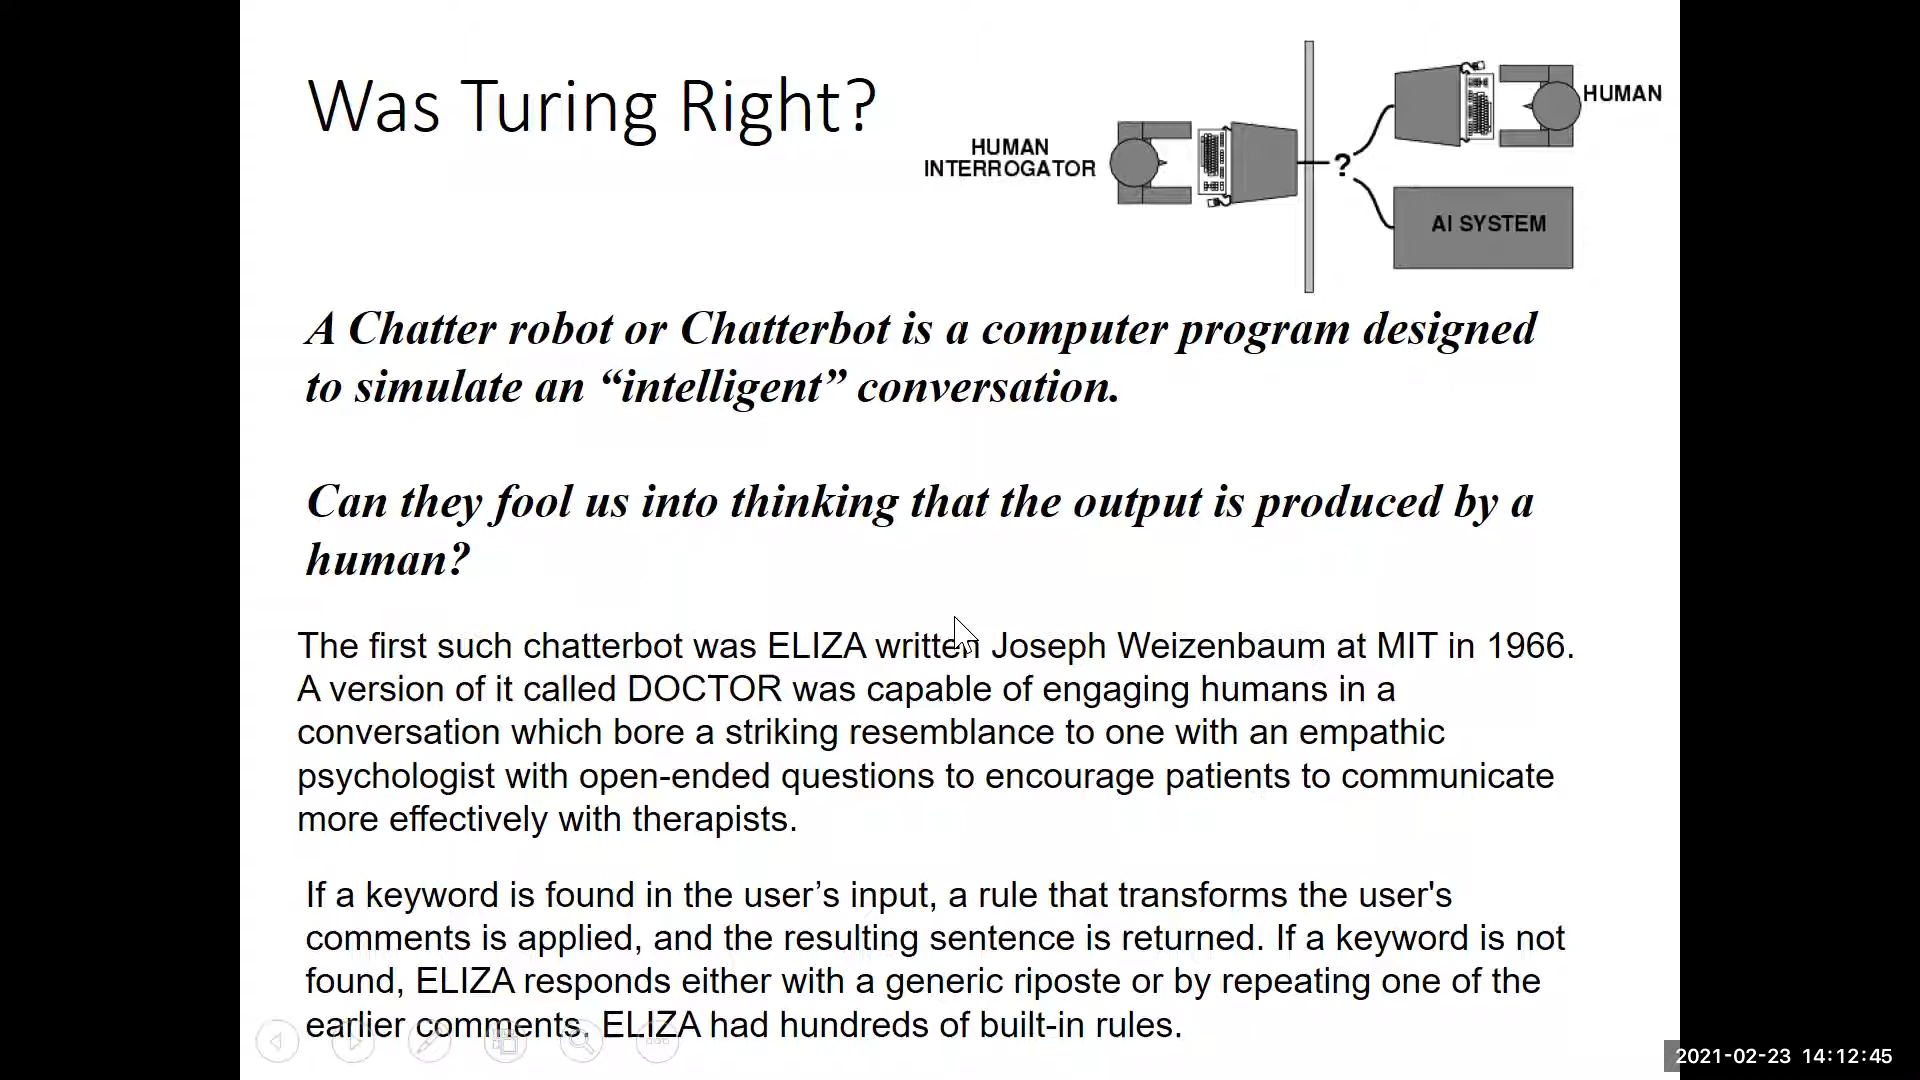 Was Turing Right?
HUMAN
INTERROGATOR
?
HUMAN
AI SYSTEM
A Chatter robot or Chatterbot is a computer program designed
to simulate an “intelligent” conversation.
Can they fool us into thinking that the output is produced by a
human?
The first such chatterbot was ELIZA written Joseph Weizenbaum at MIT in 1966.
A version of it called DOCTOR was capable of engaging humans in a
conversation which bore a striking resemblance to one with an empathic
psychologist with open-ended questions to encourage patients to communicate
more effectively with therapists.
If a keyword is found in the user’s input, a rule that transforms the user's
comments is applied, and the resulting sentence is returned. If a keyword is not
found, ELIZA responds either with a generic riposte or by repeating one of the
earlier comments. ELIZA had hundreds of built-in rules.
2021-02-23 14:12:45